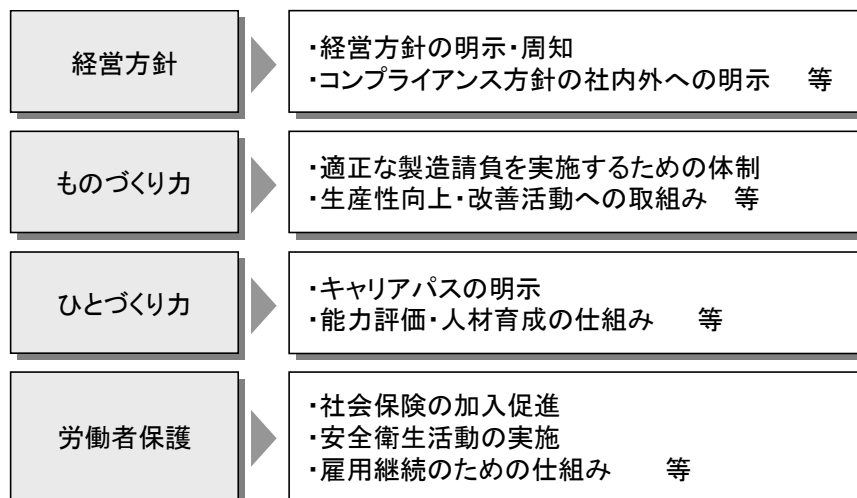 経営方針
・経営方針の明示・周知
・コンプライアンス方針の社内外への明示 等
ものづくり力
・適正な製造請負を実施するための体制
・生産性向上・改善活動への取組み 等
ひとづくり力
・キャリアパスの明示
・能力評価・人材育成の仕組み 等
労働者保護
・社会保険の加入促進
・安全衛生活動の実施
・雇用継続のための仕組み 等